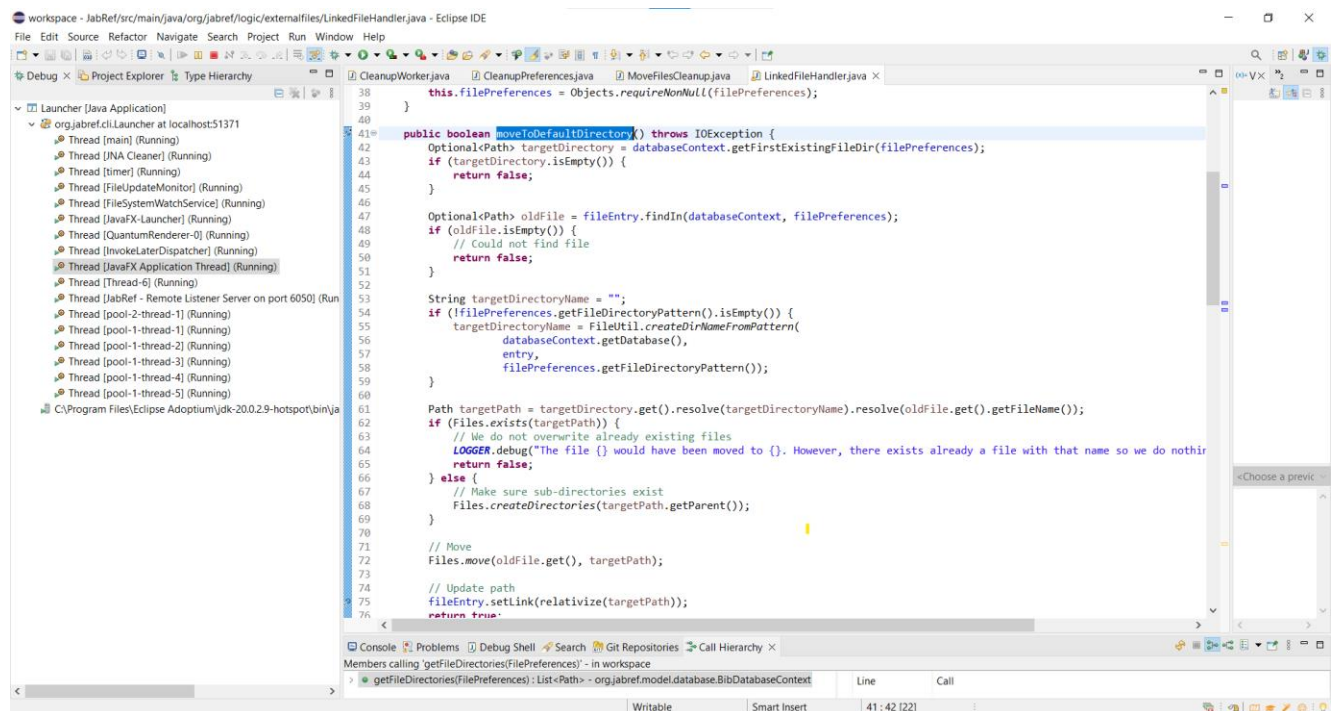 workspace - JabRef/src/main/java/org/jabref/logic/externalfiles/LinkedFileHandler.java - Eclipse IDE
File Edit Source Refactor Navigate Search Project Run Window Help
Debug Project Explorer Type Hierarchy
Launcher [Java Application]
org.jabref.cli.Launcher at localhost:51371
Thread [main] (Running)
Thread [JNA Cleaner] (Running)
Thread [timer] (Running)
Thread [FileUpdateMonitor] (Running)
Thread [FileSystemWatchService] (Running)
Thread [JavaFX-Launcher] (Running)
Thread [QuantumRenderer-0] (Running)
Thread [InvokeLaterDispatcher] (Running)
Thread [JavaFX Application Thread] (Running)
Thread [Thread-6] (Running)
Thread [JabRef - Remote Listener Server on port 6050] (Run
Thread [pool-2-thread-1] (Running)
Thread [pool-1-thread-1] (Running)
Thread [pool-1-thread-2] (Running)
Thread [pool-1-thread-3] (Running)
Thread [pool-1-thread-4] (Running)
Thread [pool-1-thread-5] (Running)
C:\Program Files\Eclipse Adoptium\jdk-20.0.2.9-hotspot\bin\ja
CleanupWorker.java CleanupPreferences.java MoveFilesCleanup.java LinkedFileHandler.java
38 this.filePreferences = Objects.requireNonNull(filePreferences);
39 }
40
41 public boolean moveToDefaultDirectory() throws IOException {
42 Optional<Path> targetDirectory = databaseContext.getFirstExistingFileDir(filePreferences);
43 if (targetDirectory.isEmpty()) {
44 return false;
45 }
46
47 Optional<Path> oldFile = fileEntry.findIn(databaseContext, filePreferences);
48 if (oldFile.isEmpty()) {
49 // Could not find file
50 return false;
51 }
52
53 String targetDirectoryName = "";
54 if (!filePreferences.getFileDirectoryPattern().isEmpty()) {
55 targetDirectoryName = FileUtil.createDirNameFromPattern(
56 databaseContext.getDatabase(),
57 entry,
58 filePreferences.getFileDirectoryPattern());
59 }
60
61 Path targetPath = targetDirectory.get().resolve(targetDirectoryName).resolve(oldFile.get().getFileName());
62 if (Files.exists(targetPath)) {
63 // We do not overwrite already existing files
64 LOGGER.debug("The file {} would have been moved to {}. However, there exists already a file with that name so we do nothin
65 return false;
66 } else {
67 // Make sure sub-directories exist
68 Files.createDirectories(targetPath.getParent());
69 }
70
71 // Move
72 Files.move(oldFile.get(), targetPath);
73
74 // Update path
75 fileEntry.setLink(relativize(targetPath));
76 return true;
(x)= V
<Choose a previc
Console Problems Debug Shell Search Git Repositories Call Hierarchy
Members calling 'getFileDirectories(FilePreferences)' - in workspace
getFileDirectories(FilePreferences) : List<Path> - org.jabref.model.database.BibDatabaseContext
Line Call
Writable Smart Insert 41 : 42 [22]